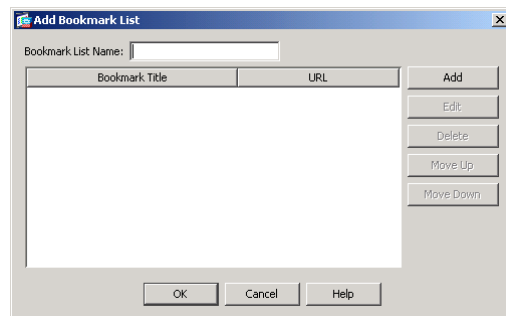 Add Bookmark List
Bookmark List Name:
Bookmark Title URL
Add
Edit
Delete
Move Up
Move Down
OK Cancel Help